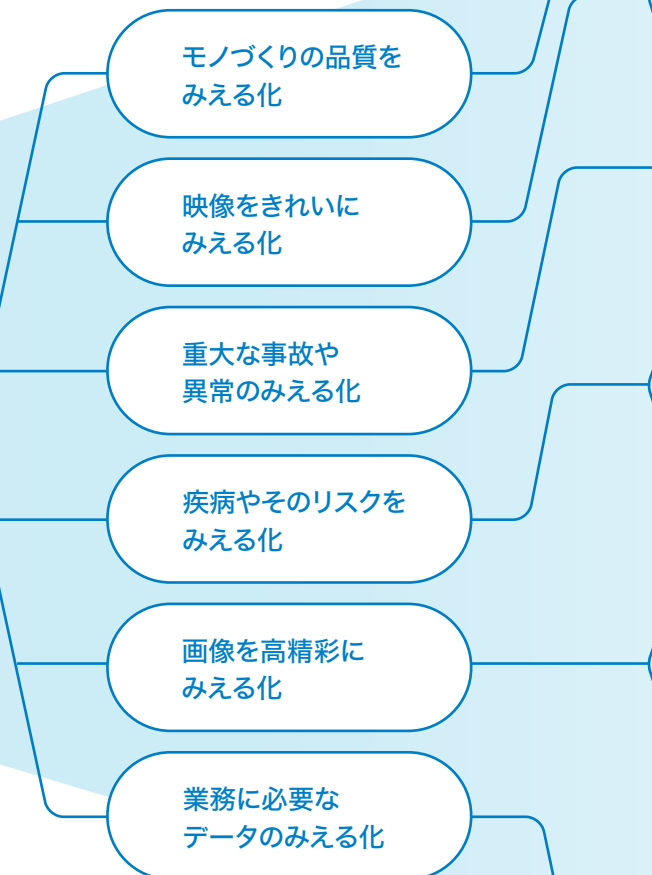 モノづくりの品質を
みえる化
映像をきれいに
みえる化
重大な事故や
異常のみえる化
疾病やそのリスクを
みえる化
画像を高精彩に
みえる化
業務に必要な
データのみえる化